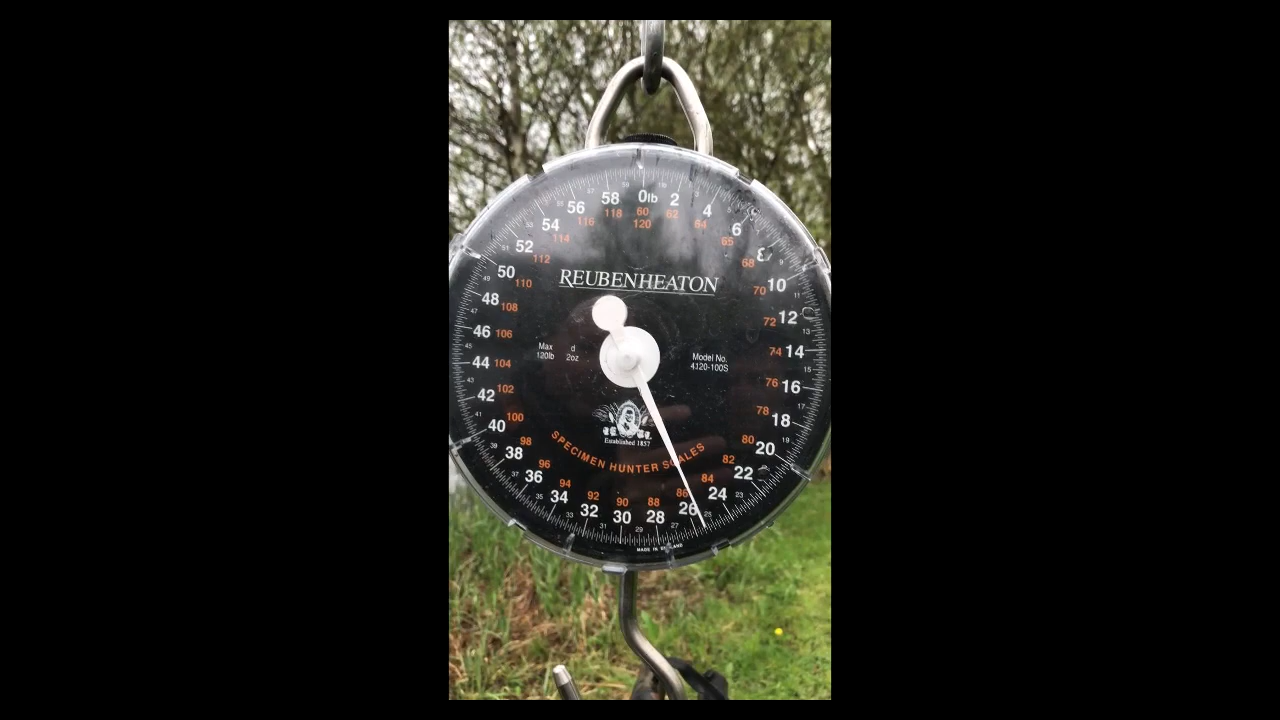 0lb 2 4 6 8 10 12 14 16 18 20 22 24 26 28 30 32 34 36 38 40 42 44 46 48 50 52 54 56 58
60 62 64 66 68 70 72 74 76 78 80 82 84 86 88 90 92 94 96 98 100 102 104 106 108 110 112 114 116 118
120
REUBENHEATON
Max
120lb
d
2oz
Model No.
4120-100S
Established 1857
SPECIMEN HUNTER SCALES
MADE IN ENGLAND